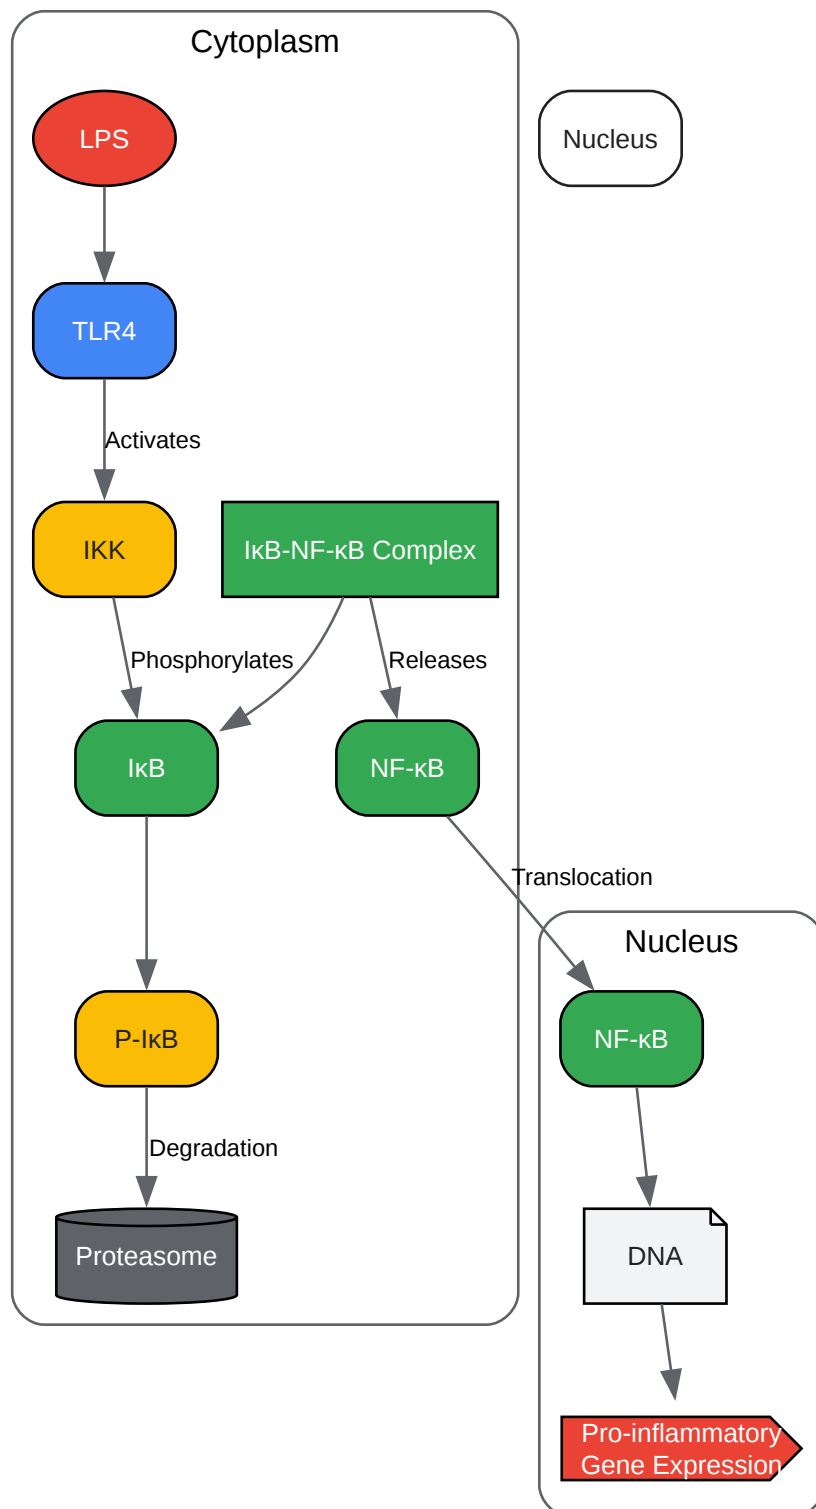 Cytoplasm
LPS
Nucleus
TLR4
Activates
IKK
IκB-NF-κB Complex
Phosphorylates
Releases
IκB
NF-κB
Translocation
Nucleus
P-IκB
NF-κB
Degradation
Proteasome
DNA
Pro-inflammatory
Gene Expression